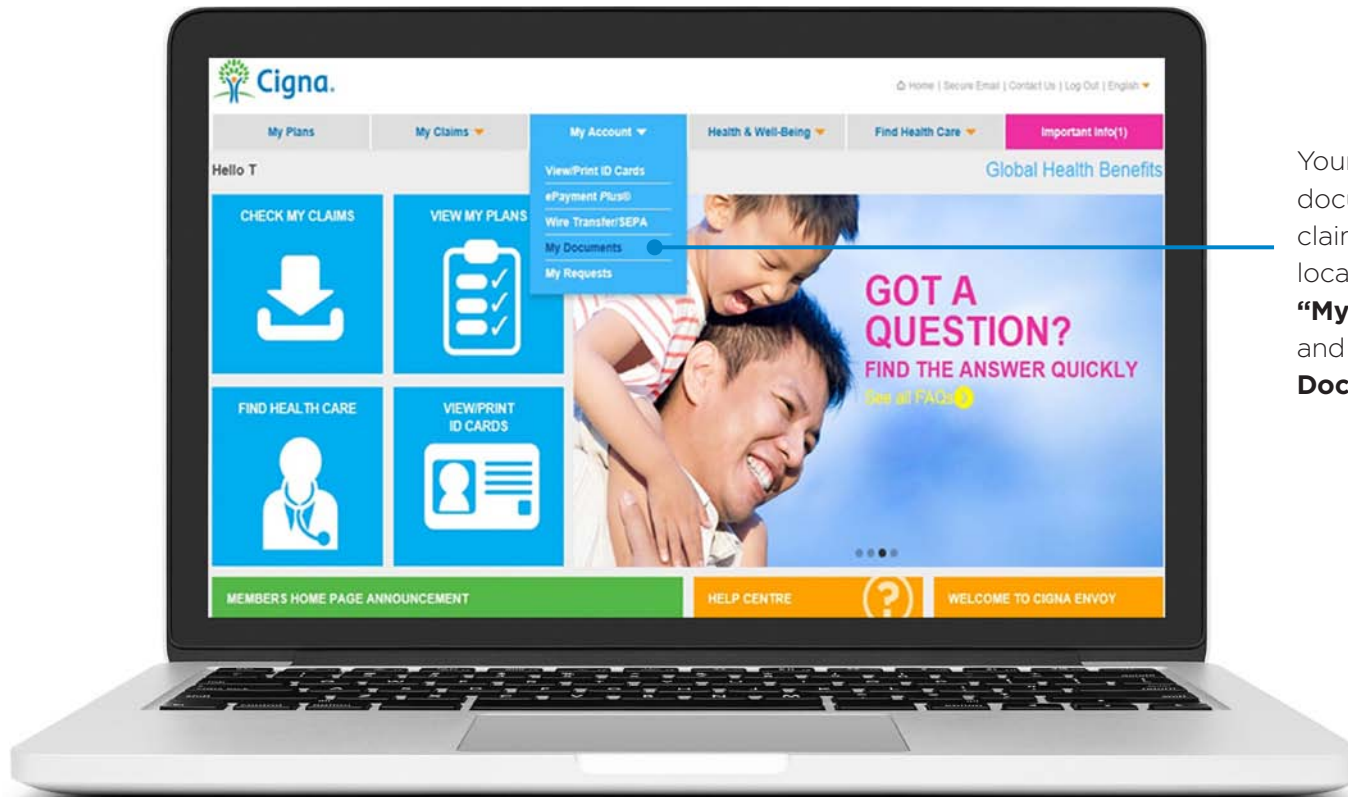 Cigna.
Home | Secure Email | Contact Us | Log Out | English
My Plans
My Claims
My Account
Health & Well-Being
Find Health Care
Important Info(1)
Hello T
Global Health Benefits
View/Print ID Cards
ePayment Plus®
Wire Transfer/SEPA
My Documents
My Requests
CHECK MY CLAIMS
VIEW MY PLANS
FIND HEALTH CARE
VIEW/PRINT
ID CARDS
GOT A
QUESTION?
FIND THE ANSWER QUICKLY
See all FAQs
MEMBERS HOME PAGE ANNOUNCEMENT
HELP CENTRE
?
WELCOME TO CIGNA ENVOY
Your
docu
clain
loca
“My
and
Doc